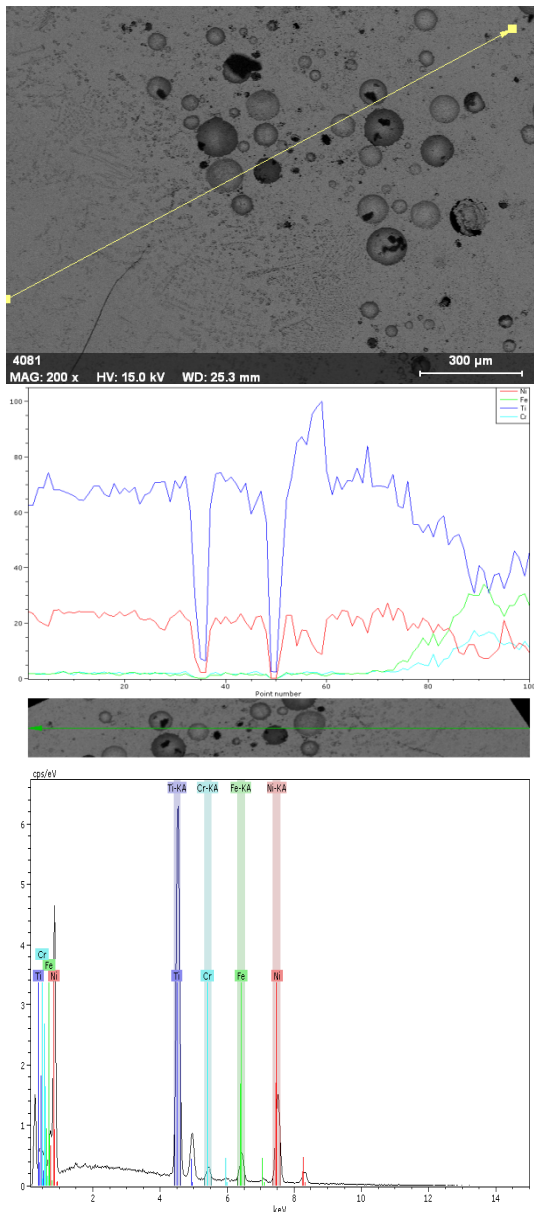 4081
MAG: 200 x HV: 15.0 kV WD: 25.3 mm
300 µm
Ni
Fe
Ti
Cr
100
80
60
40
20
0
20 40 60 80 100
Point number
cps/eV
Ti-KA Cr-KA Fe-KA Ni-KA
6
5
4
Cr
Fe
Ti Ni Ti Cr Fe Ni
3
2
1
0
2 4 6 8 10 12 14
keV